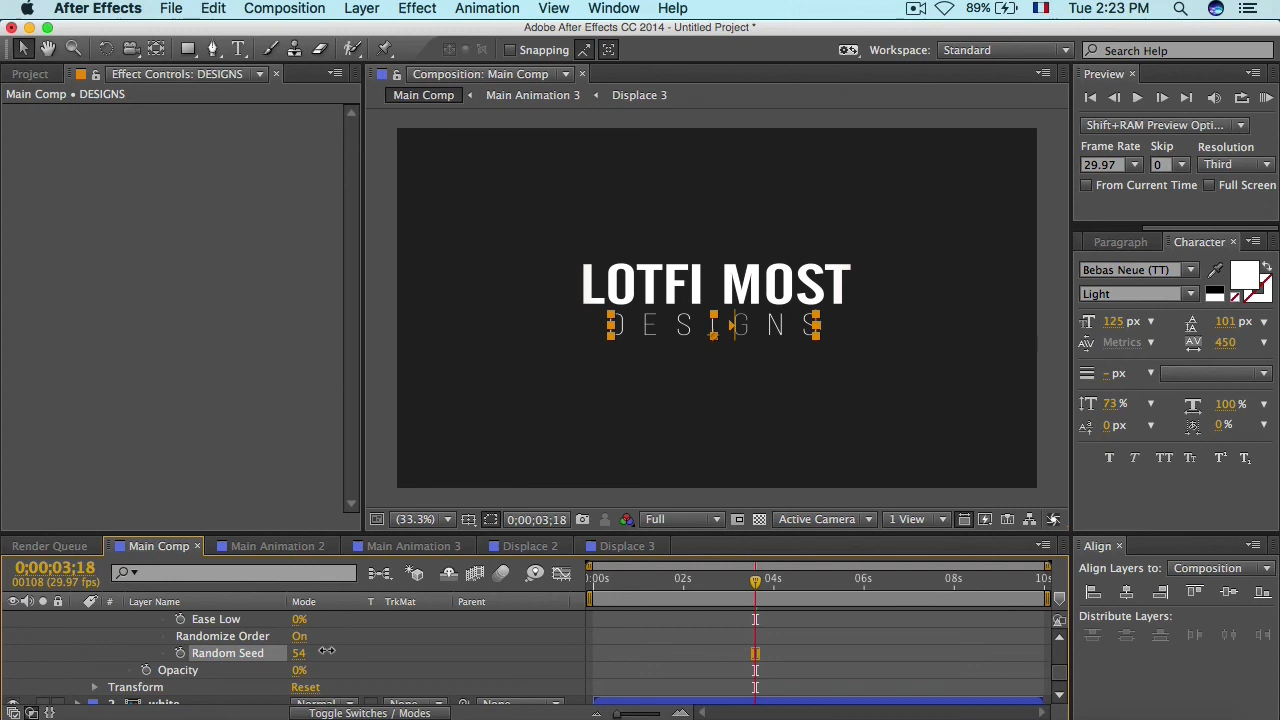 After Effects File Edit Composition Layer Effect Animation View Window Help 89% Tue 2:23 PM
Adobe After Effects CC 2014 - Untitled Project *
T Snapping Workspace: Standard Search Help
Project Effect Controls: DESIGNS Composition: Main Comp Preview
Main Comp • DESIGNS
Main Comp Main Animation 3 Displace 3
Shift+RAM Preview Opti...
Frame Rate Skip Resolution
29.97 0 Third
From Current Time Full Screen
Paragraph Character
Bebas Neue (TT)
Light
LOTFI MOST
DESIGNS
125 px 101 px
Metrics 450
- px
73 % 100 %
0 px 0 %
T T TT Tt T¹ T₁
(33.3%) 0;00;03;18 Full Active Camera 1 View
Render Queue Main Comp Main Animation 2 Main Animation 3 Displace 2 Displace 3 Align
0;00;03;18
00108 (29.97 fps)
Align Layers to: Composition
:00s 02s 04s 06s 08s 10s
# Layer Name Mode T TrkMat Parent
Distribute Layers:
Ease Low 0%
Randomize Order On
Random Seed 54
Opacity 0%
Transform Reset
Toggle Switches / Modes